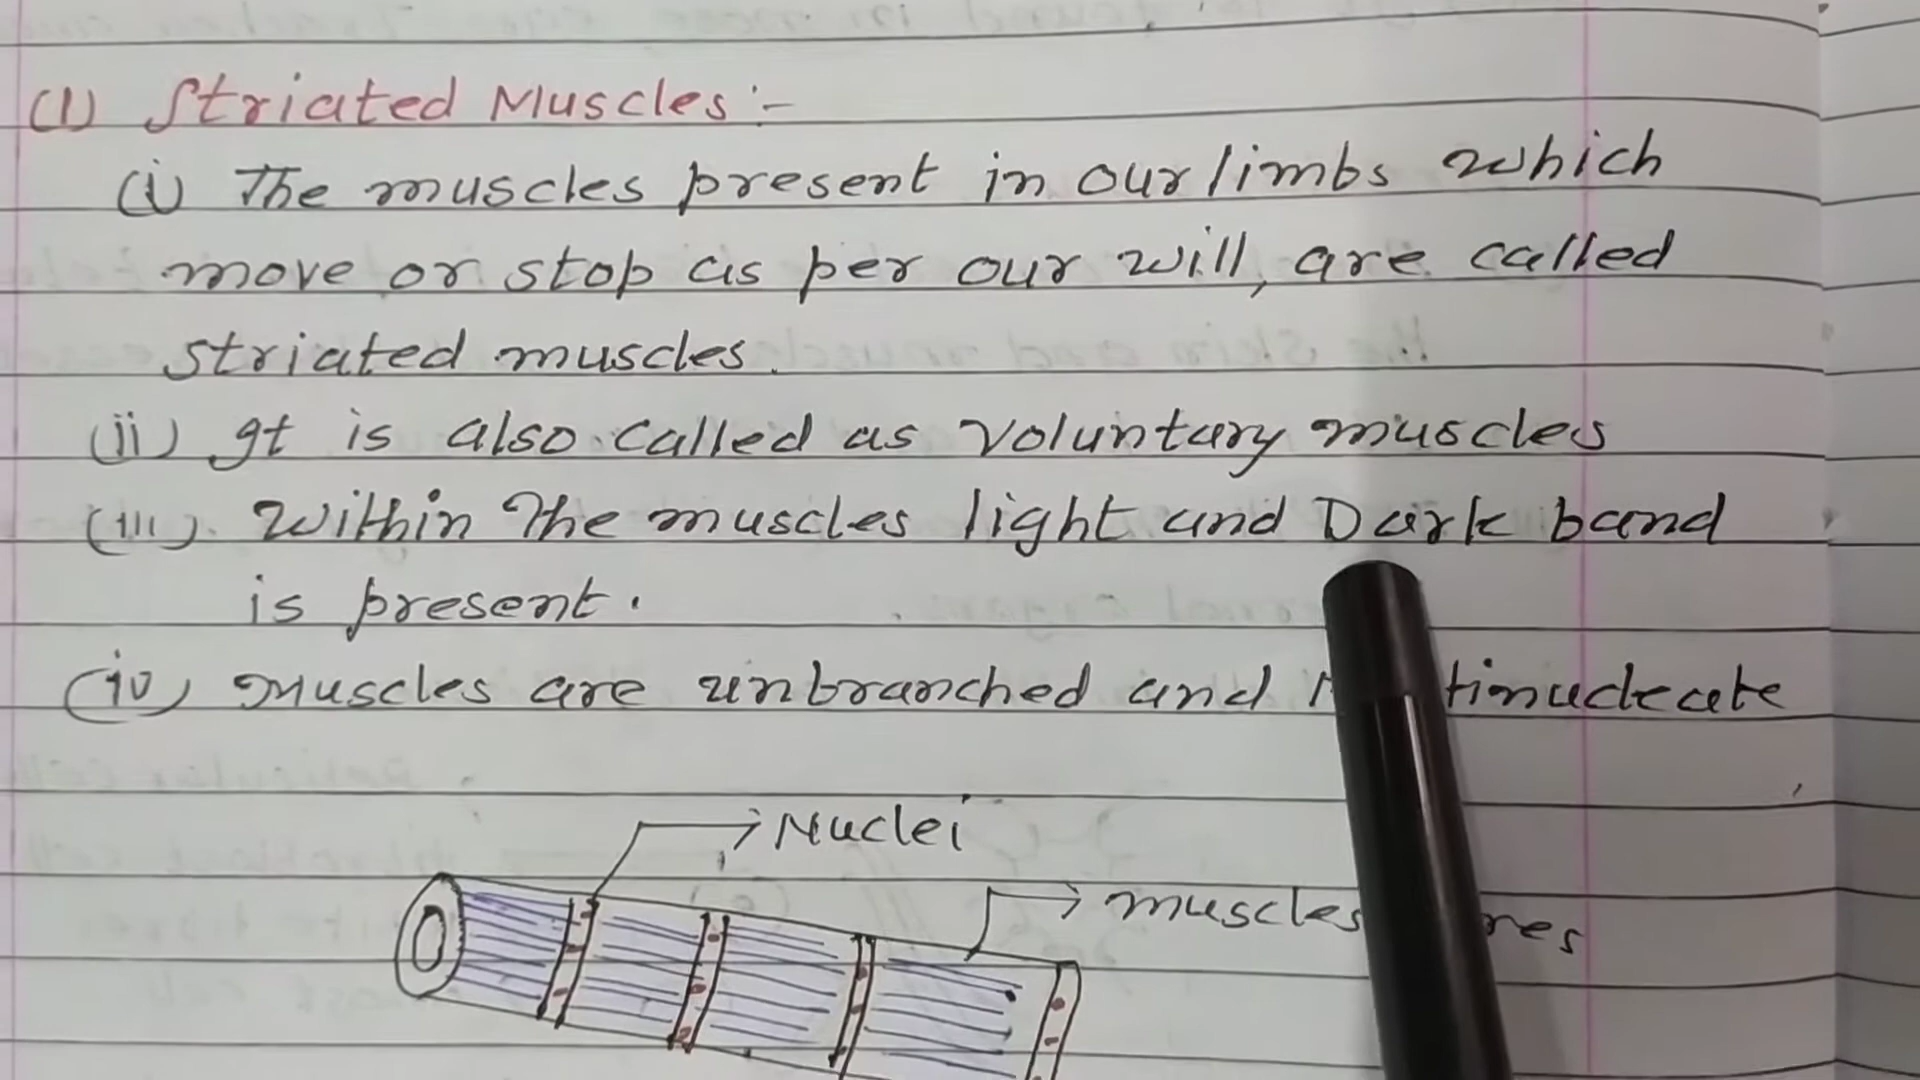 (1) Striated Muscles :-
(i) The muscles present in our limbs which
move or stop as per our will, are called
striated muscles.
(ii) It is also called as voluntary muscles
(iii) Within the muscles light and Dark band
is present.
(iv) Muscles are unbranched and
Nuclei
muscles